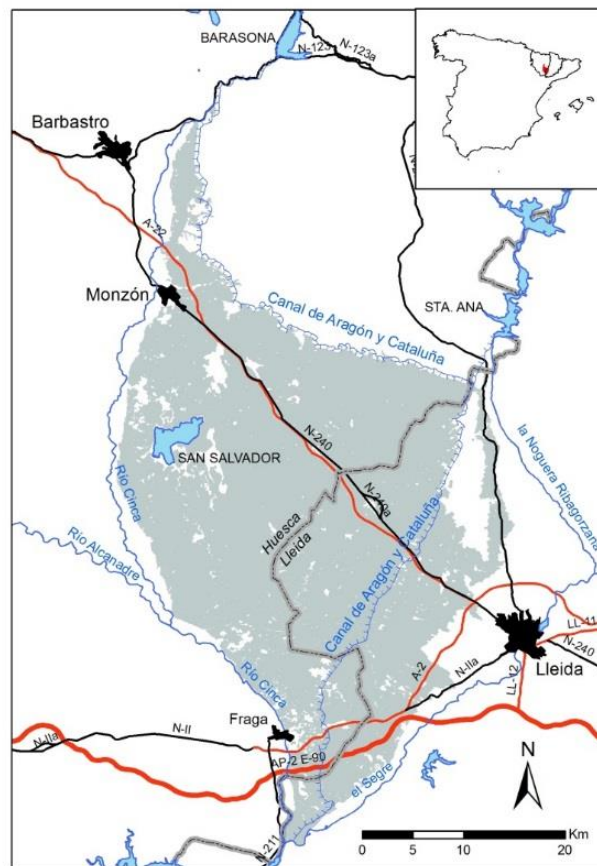 BARASONA
N-123
N-123a
Barbastro
A-22
Monzón
Canal de Aragón y Cataluña
STA. ANA
SAN SALVADOR
N-240
N-240a
la Noguera Ribagorzana
Río Cinca
Río Alcanadre
Huesca
Lleida
Canal de Aragón y Cataluña
Río Cinca
A-2
N-IIa
LL-11
N-240
LL-12
Lleida
Fraga
N-II
N-IIa
AP-2 E-90
el Segre
N-211
N
0 5 10 20 Km